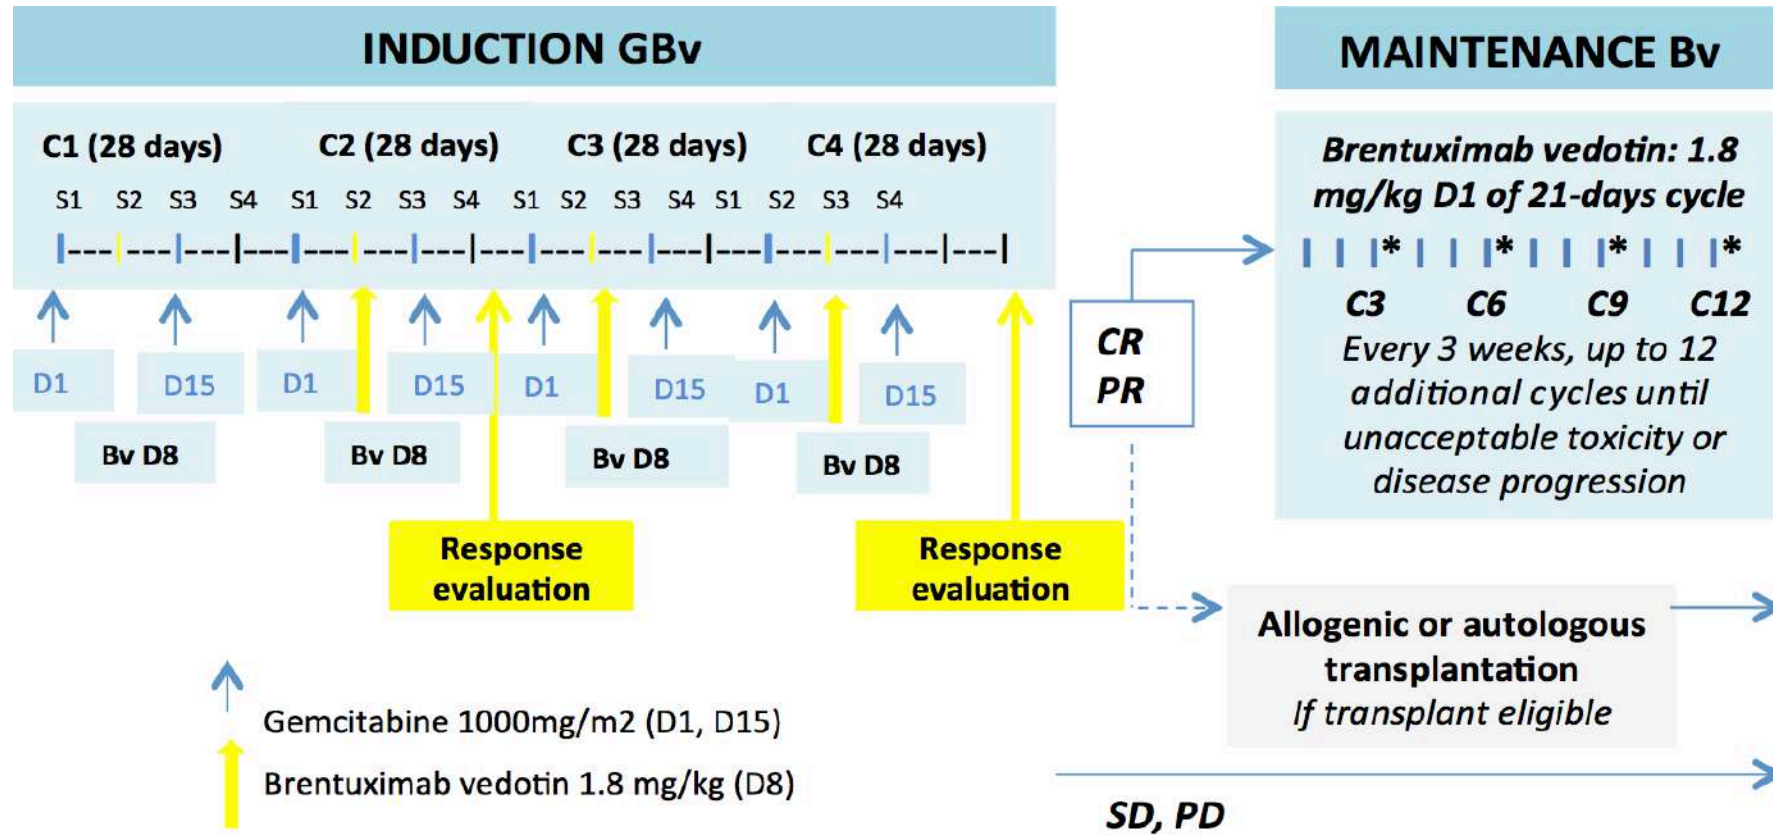 INDUCTION GBv
MAINTENANCE Bv
C1 (28 days) C2 (28 days) C3 (28 days) C4 (28 days)
S1 S2 S3 S4 S1 S2 S3 S4 S1 S2 S3 S4 S1 S2 S3 S4
D1 D15 D1 D15 D1 D15 D1 D15
Bv D8 Bv D8 Bv D8 Bv D8
Response
evaluation
Response
evaluation
CR
PR
Brentuximab vedotin: 1.8
mg/kg D1 of 21-days cycle
* * * *
C3 C6 C9 C12
Every 3 weeks, up to 12
additional cycles until
unacceptable toxicity or
disease progression
Allogenic or autologous
transplantation
If transplant eligible
Gemcitabine 1000mg/m2 (D1, D15)
Brentuximab vedotin 1.8 mg/kg (D8)
SD, PD